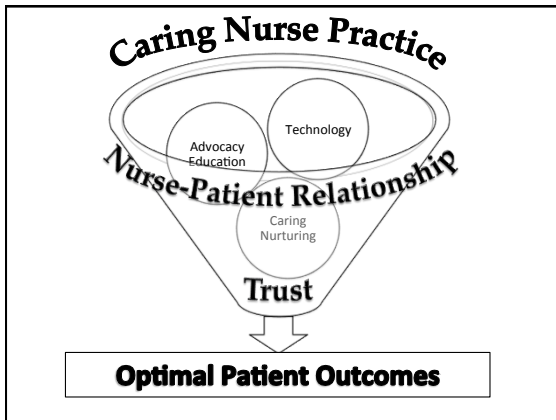 Caring Nurse Practice
Technology
Advocacy
Education
Nurse-Patient Relationship
Caring
Nurturing
Trust
Optimal Patient Outcomes